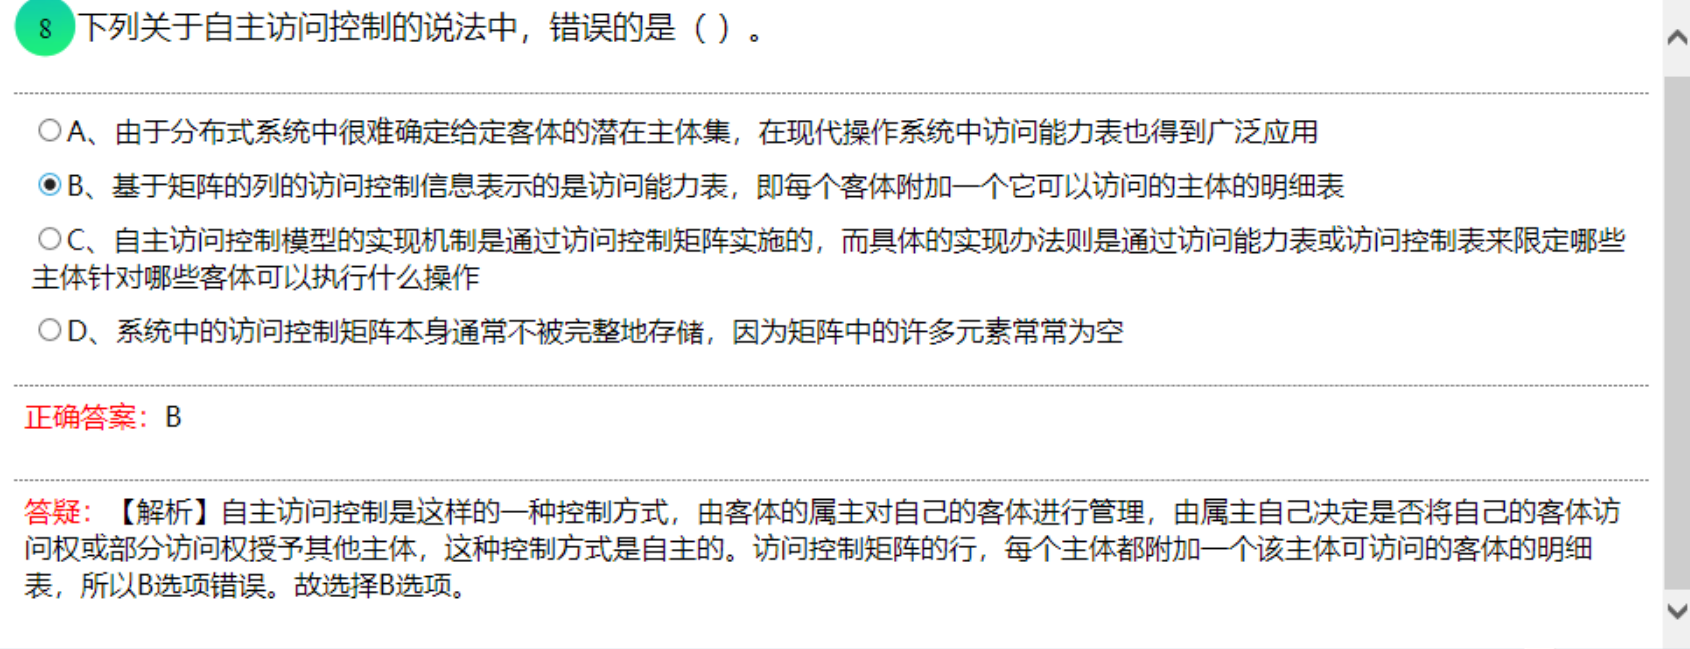 8 下列关于自主访问控制的说法中，错误的是（ ）。
A、由于分布式系统中很难确定给定客体的潜在主体集，在现代操作系统中访问能力表也得到广泛应用
B、基于矩阵的列的访问控制信息表示的是访问能力表，即每个客体附加一个它可以访问的主体的明细表
C、自主访问控制模型的实现机制是通过访问控制矩阵实施的，而具体的实现办法则是通过访问能力表或访问控制表来限定哪些
主体针对哪些客体可以执行什么操作
D、系统中的访问控制矩阵本身通常不被完整地存储，因为矩阵中的许多元素常常为空
正确答案：B
答疑：【解析】自主访问控制是这样的一种控制方式，由客体的属主对自己的客体进行管理，由属主自己决定是否将自己的客体访
问权或部分访问权授予其他主体，这种控制方式是自主的。访问控制矩阵的行，每个主体都附加一个该主体可访问的客体的明细
表，所以B选项错误。故选择B选项。